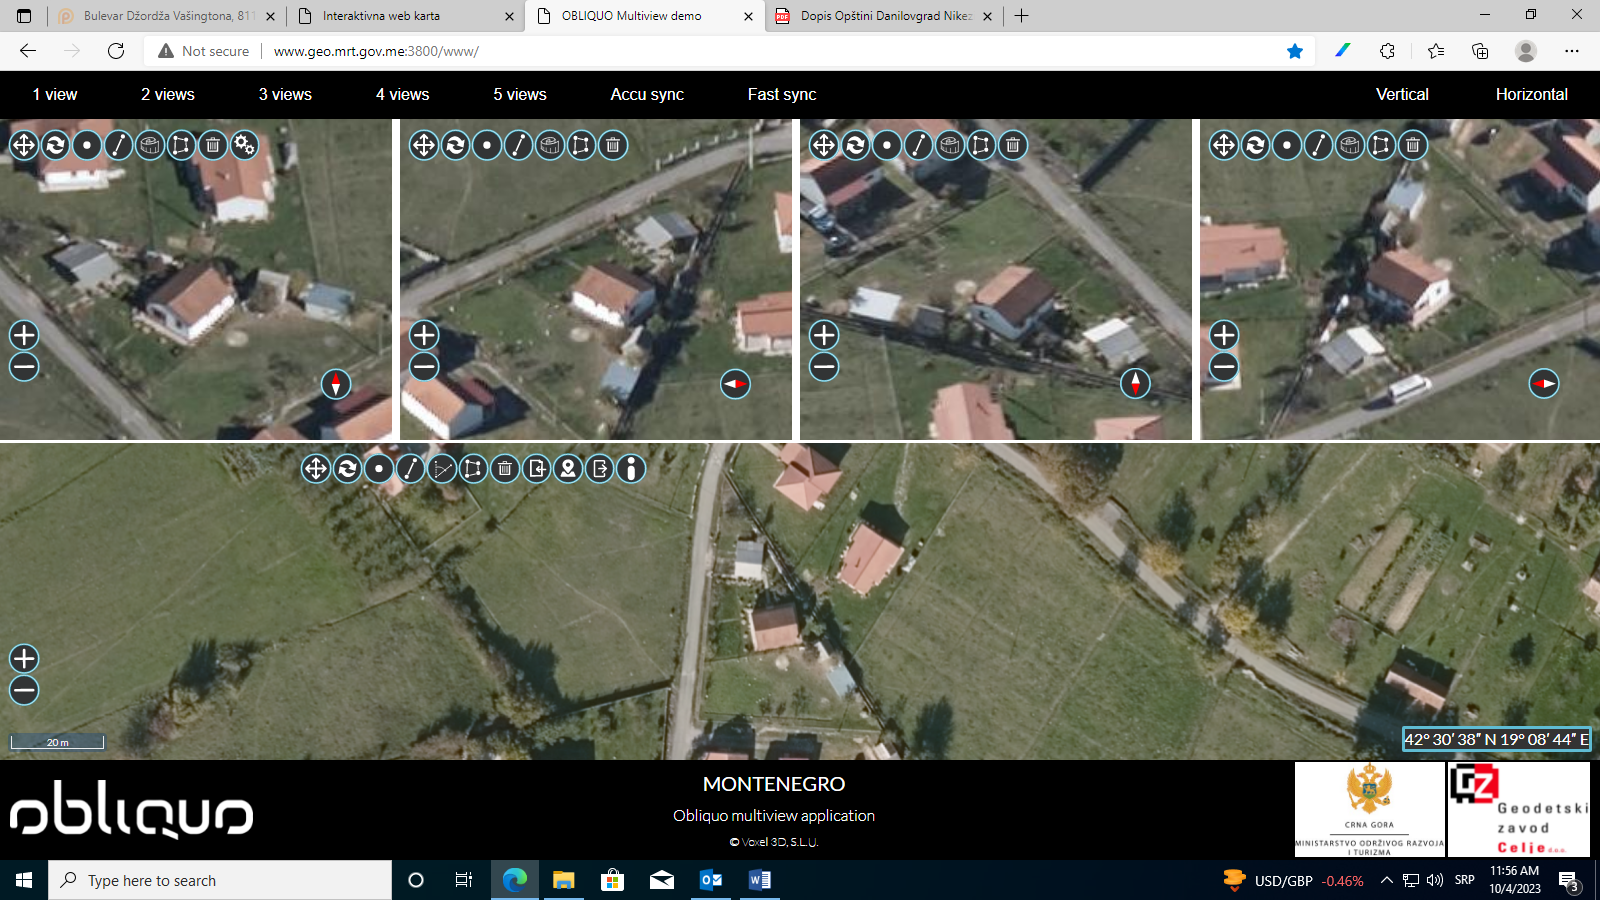 Bulevar Džordža Vašingtona, 811
Interaktivna web karta
OBLIQUO Multiview demo
PDF
Dopis Opštini Danilovgrad Nikez
Not secure
www.geo.mrt.gov.me:3800/www/
1 view
2 views
3 views
4 views
5 views
Accu sync
Fast sync
Vertical
Horizontal
20 m
42° 30′ 38″ N 19° 08′ 44″ E
obliquo
MONTENEGRO
Obliquo multiview application
© Voxel 3D, S.L.U.
CRNA GORA
MINISTARSTVO ODRŽIVOG RAZVOJA
I TURIZMA
GZ
Geodetski
zavod
Celje d.o.o.
Type here to search
USD/GBP -0.46%
SRP
11:56 AM
10/4/2023
3